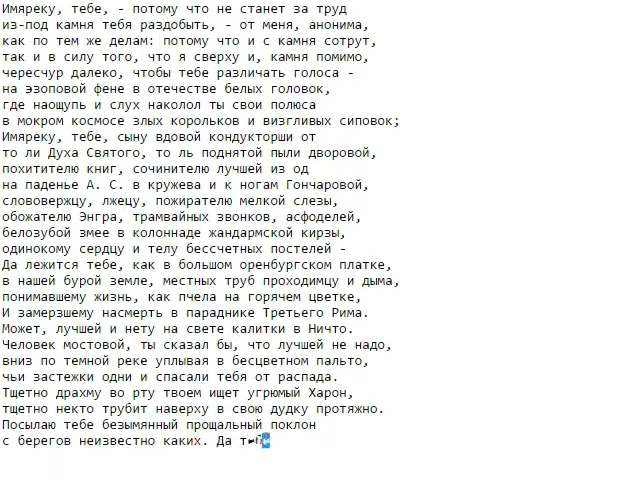 Имяреку, тебе, - потому что не станет за труд
из-под камня тебя раздобыть, - от меня, анонима,
как по тем же делам: потому что и с камня сотрут,
так и в силу того, что я сверху и, камня помимо,
чересчур далеко, чтобы тебе различать голоса -
на эзоповой фене в отечестве белых головок,
где наощупь и слух наколол ты свои полюса
в мокром космосе злых корольков и визгливых сиповок;
Имяреку, тебе, сыну вдовой кондукторши от
то ли Духа Святого, то ль поднятой пыли дворовой,
похитителю книг, сочинителю лучшей из од
на паденье А. С. в кружева и к ногам Гончаровой,
слововержцу, лжецу, пожирателю мелкой слезы,
обожателю Энгра, трамвайных звонков, асфоделей,
белозубой змее в колоннаде жандармской кирзы,
одинокому сердцу и телу бессчетных постелей -
Да лежится тебе, как в большом оренбургском платке,
в нашей бурой земле, местных труб проходимцу и дыма,
понимавшему жизнь, как пчела на горячем цветке,
И замерзшему насмерть в параднике Третьего Рима.
Может, лучшей и нету на свете калитки в Ничто.
Человек мостовой, ты сказал бы, что лучшей не надо,
вниз по темной реке уплывая в бесцветном пальто,
чьи застежки одни и спасали тебя от распада.
Тщетно драхму во рту твоем ищет угрюмый Харон,
тщетно некто трубит наверху в свою дудку протяжно.
Посылаю тебе безымянный прощальный поклон
с берегов неизвестно каких. Да